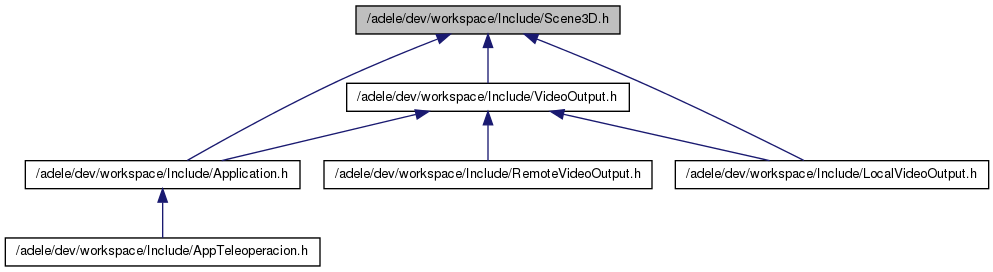 /adele/dev/workspace/Include/Scene3D.h
/adele/dev/workspace/Include/VideoOutput.h
/adele/dev/workspace/Include/Application.h
/adele/dev/workspace/Include/RemoteVideoOutput.h
/adele/dev/workspace/Include/LocalVideoOutput.h
/adele/dev/workspace/Include/AppTeleoperacion.h